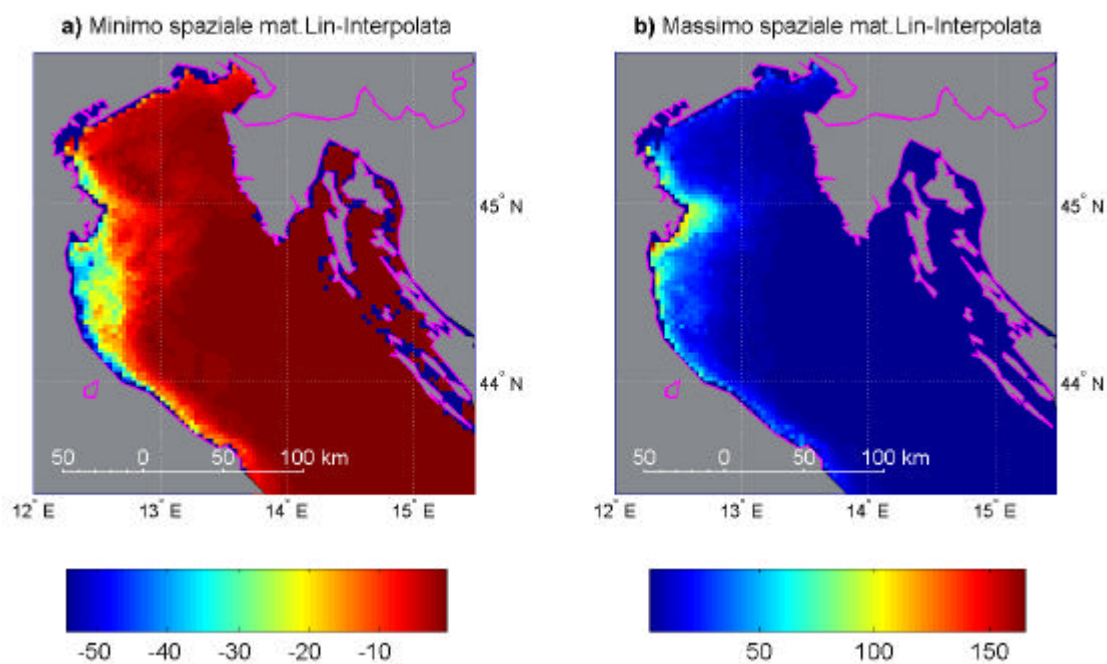 a) Minimo spaziale mat.Lin-Interpolata
b) Massimo spaziale mat.Lin-Interpolata
45° N
44° N
50 0 50 100 km
12° E 13° E 14° E 15° E
45° N
44° N
50 0 50 100 km
12° E 13° E 14° E 15° E
-50 -40 -30 -20 -10
50 100 150